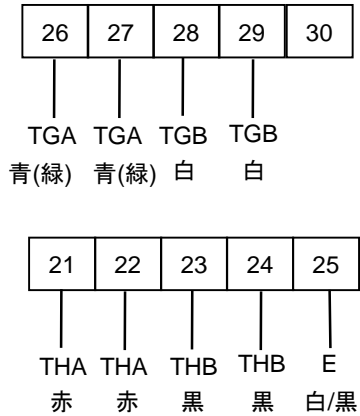 26 27 28 29 30
TGA TGA TGB TGB
青(緑) 青(緑) 白 白
21 22 23 24 25
THA THA THB THB E
赤 赤 黒 黒 白/黒